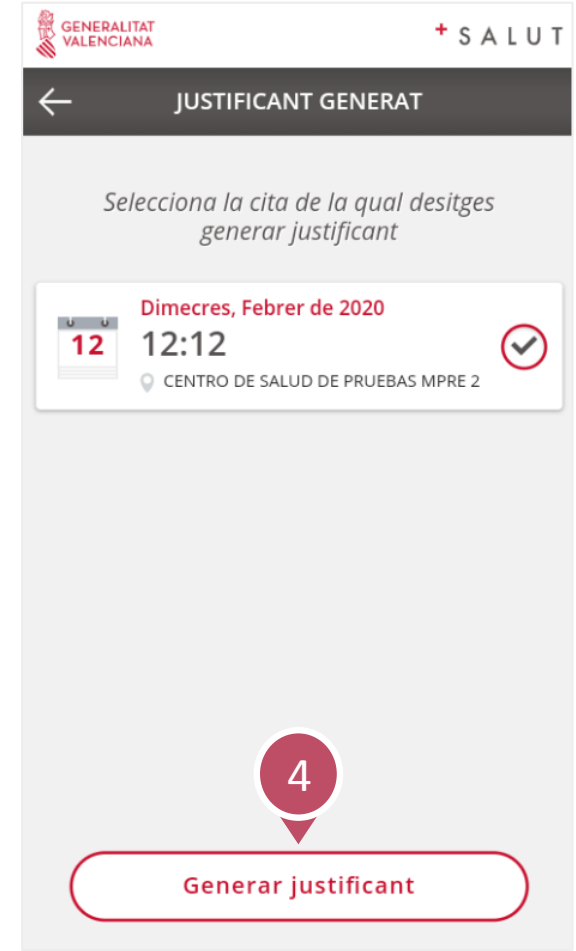 GENERALITAT
VALENCIANA
+ SALUT
JUSTIFICANT GENERAT
Selecciona la cita de la qual desitges
generar justificant
Dimecres, Febrer de 2020
12
12:12
CENTRO DE SALUD DE PRUEBAS MPRE 2
4
Generar justificant